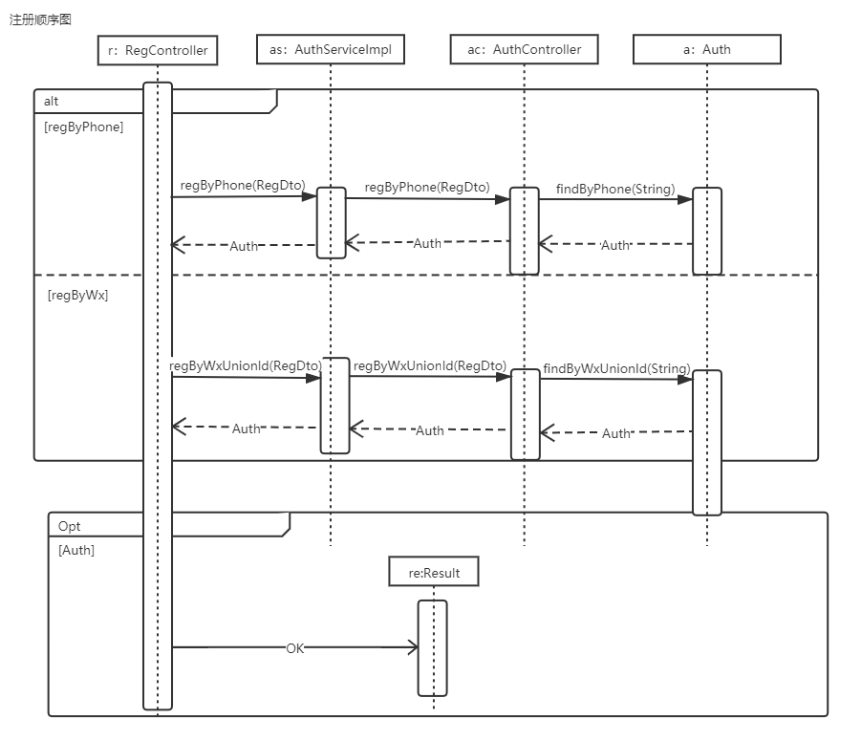 注册顺序图
r: RegController
as: AuthServiceImpl
ac: AuthController
a: Auth
alt
[regByPhone]
regByPhone(RegDto)
regByPhone(RegDto)
findByPhone(String)
Auth
Auth
Auth
[regByWx]
regByWxUnionId(RegDto)
regByWxUnionId(RegDto)
findByWxUnionId(String)
Auth
Auth
Auth
Opt
[Auth]
re:Result
OK